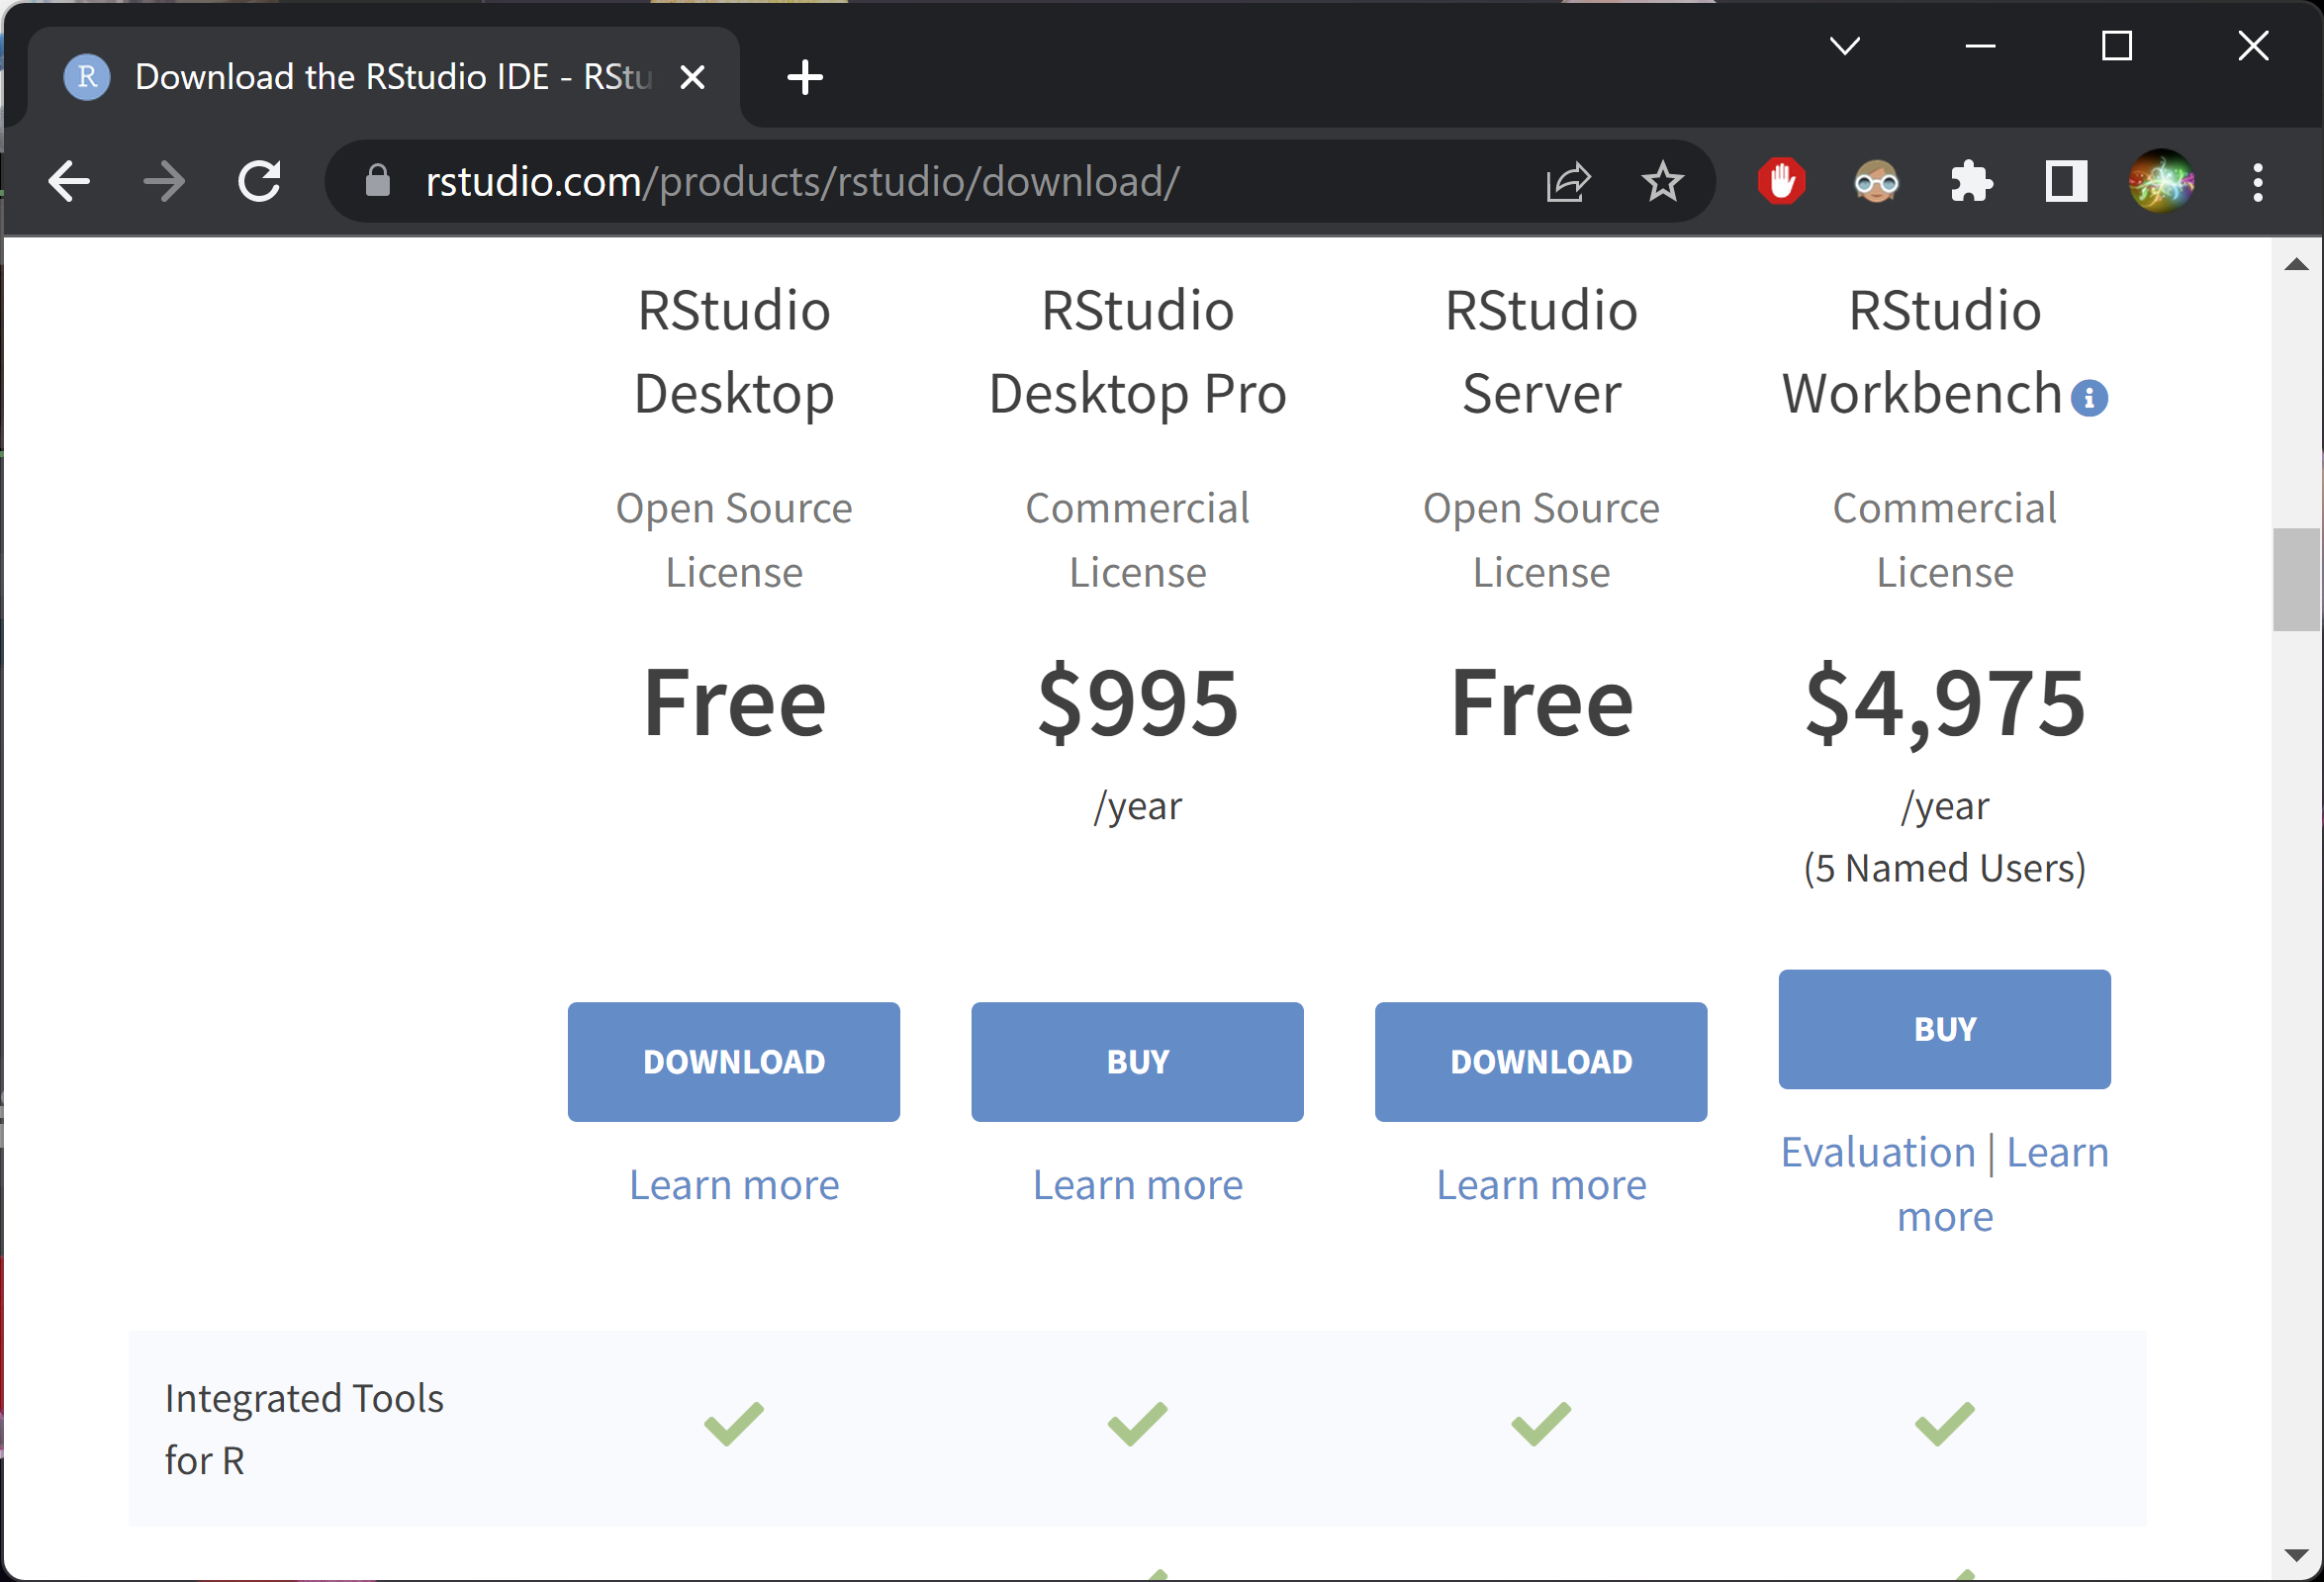 R
Download the RStudio IDE - RStu
rstudio.com/products/rstudio/download/
RStudio
Desktop
RStudio
Desktop Pro
RStudio
Server
RStudio
Workbench
Open Source
License
Commercial
License
Open Source
License
Commercial
License
Free
$995
/year
Free
$4,975
/year
(5 Named Users)
DOWNLOAD
BUY
DOWNLOAD
BUY
Learn more
Learn more
Learn more
Evaluation | Learn
more
Integrated Tools
for R